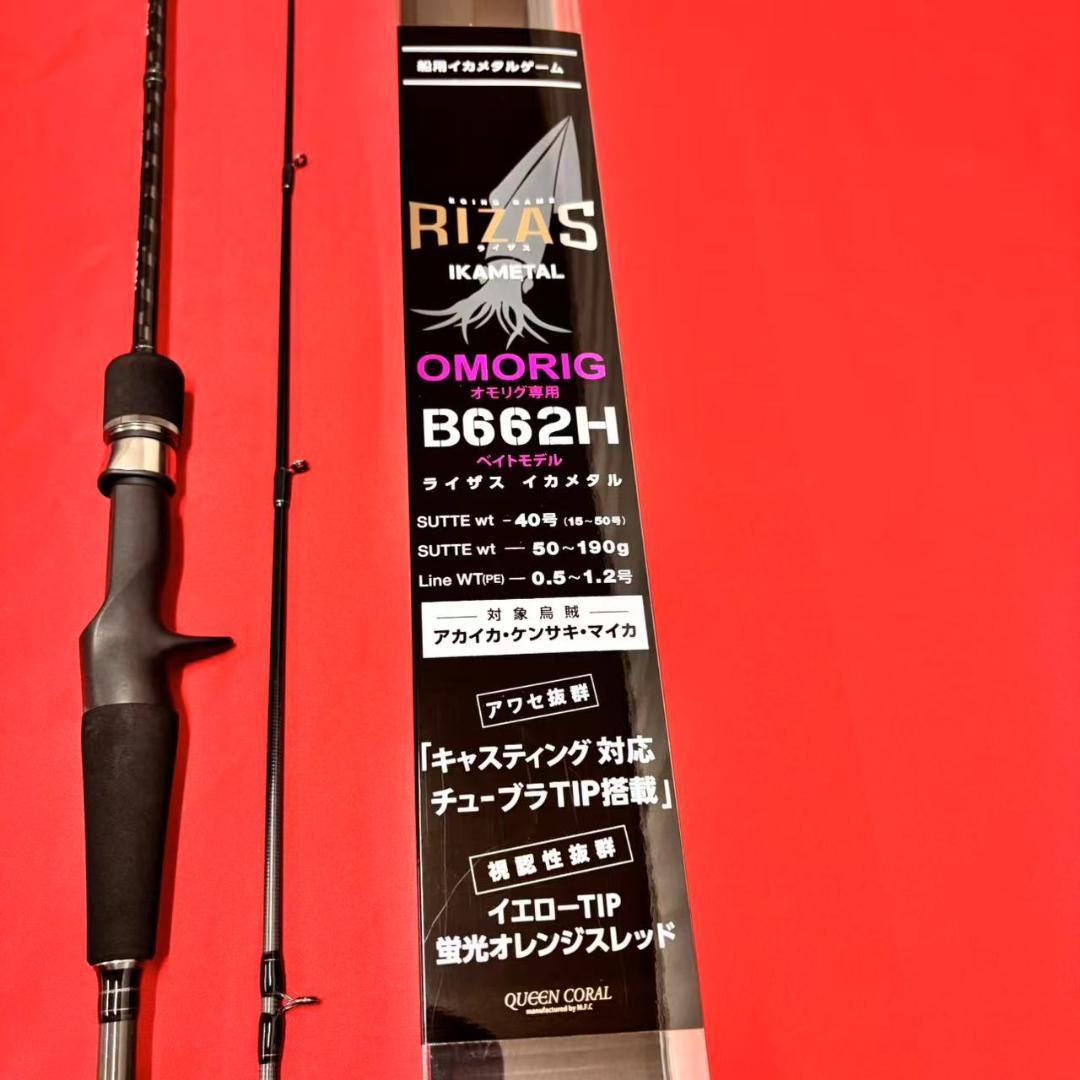 船用イカメタルゲーム
EGING GAME
RIZAS
ライザス
IKAMETAL
OMORIG
オモリグ専用
B662H
ベイトモデル
ライザス イカメタル
SUTTE wt - 40号 (15~50号)
SUTTE wt — 50~190g
Line WT(PE) — 0.5~1.2号
対象烏賊
アカイカ・ケンサキ・マイカ
アワセ抜群
「キャスティング 対応
チューブラTIP搭載」
視認性抜群
イエローTIP
蛍光オレンジスレッド
QUEEN CORAL
manufactured by M.F.C